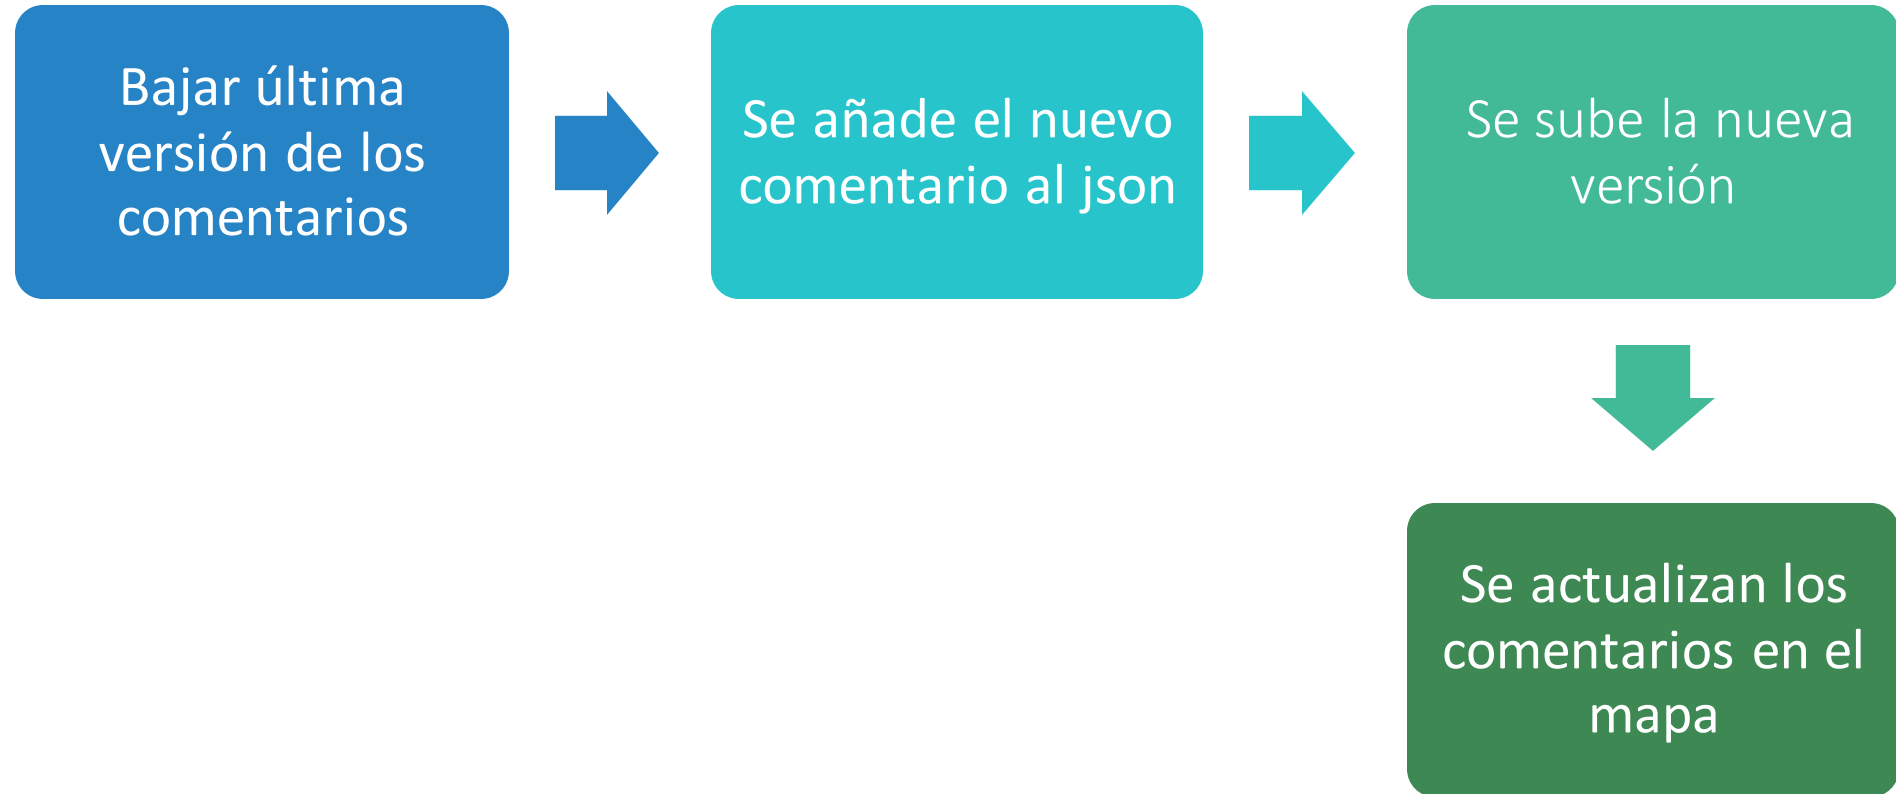 Bajar última
versión de los
comentarios
Se añade el nuevo
comentario al json
Se sube la nueva
versión
Se actualizan los
comentarios en el
mapa